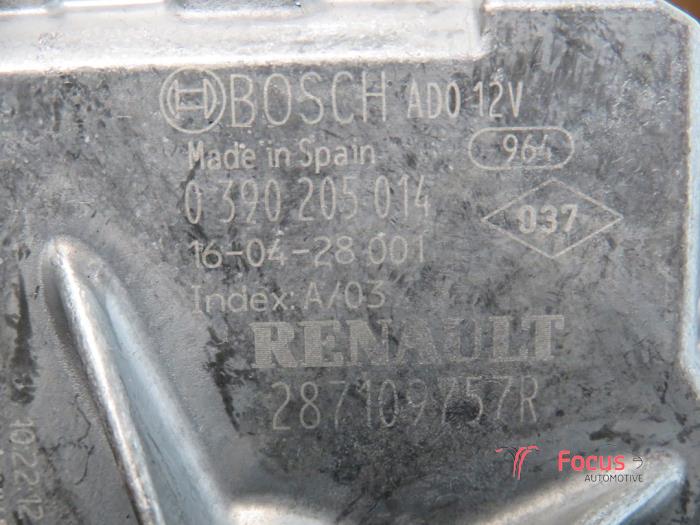 BOSCH ADO 12V
Made in Spain
964
0 390 205 014
037
16-04-28 001
Index: A/03
RENAULT
287109757R
Focus
AUTOMOTIVE